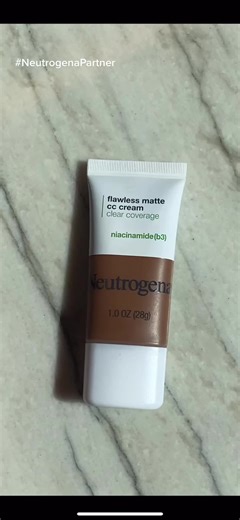 #NeutrogenaPartner
flawless matte
cc cream
clear coverage
niacinamide(b3)
Neutrogena
1.0 OZ (28g)